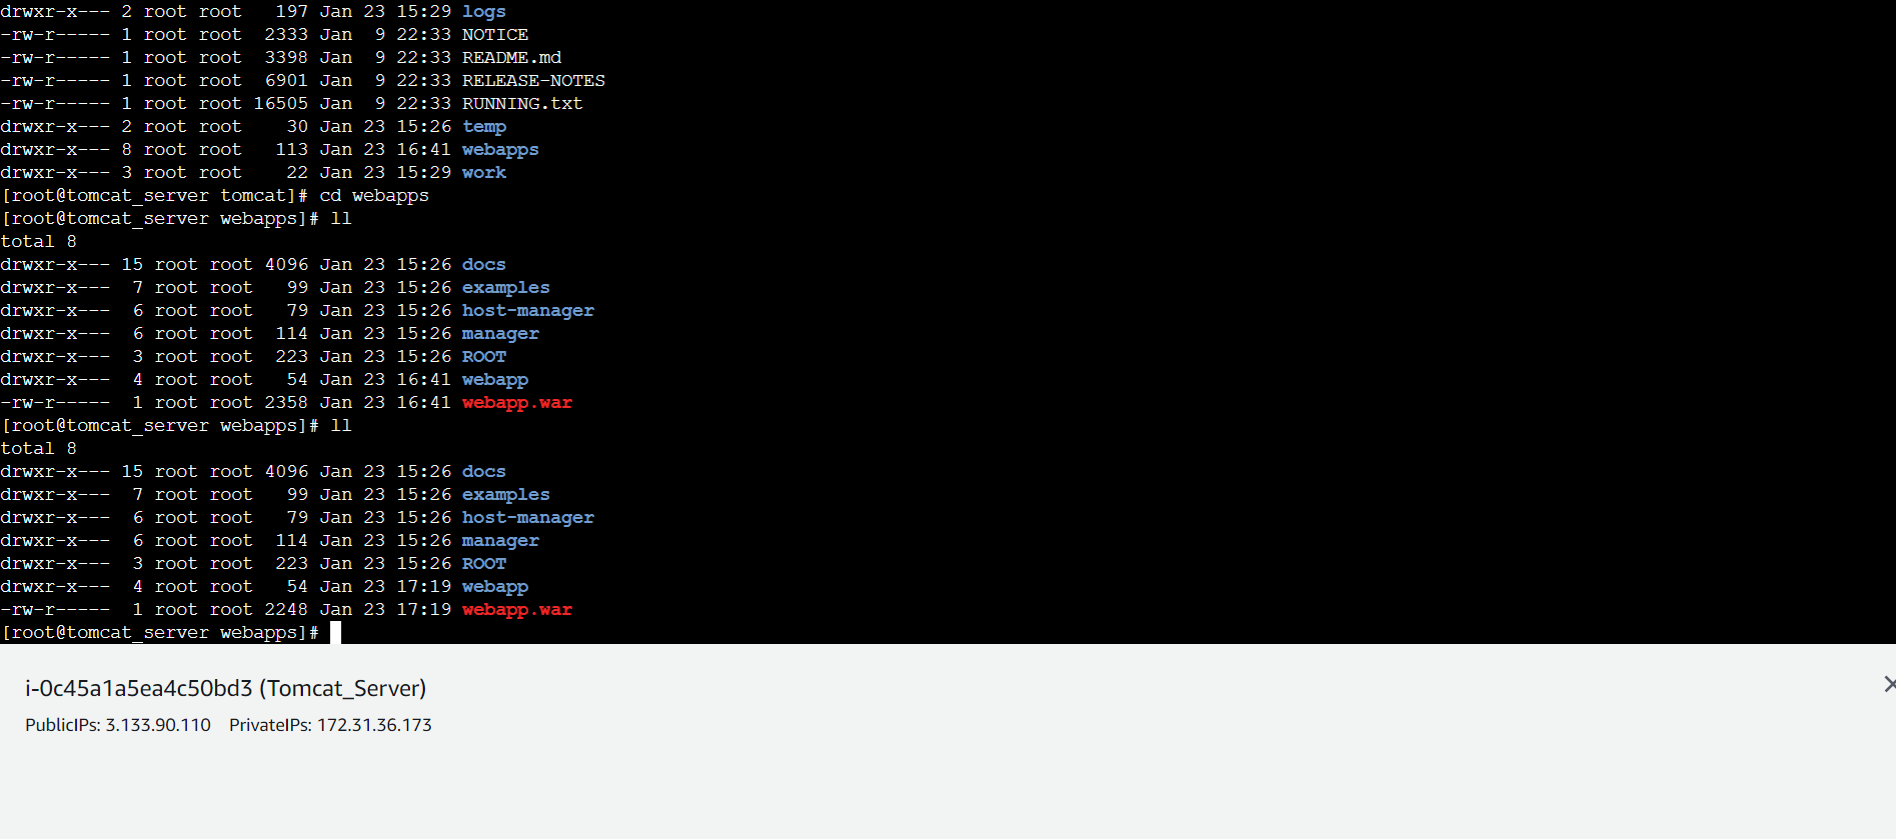 drwxr-x--- 2 root root   197 Jan 23 15:29 logs
-rw-r----- 1 root root  2333 Jan  9 22:33 NOTICE
-rw-r----- 1 root root  3398 Jan  9 22:33 README.md
-rw-r----- 1 root root  6901 Jan  9 22:33 RELEASE-NOTES
-rw-r----- 1 root root 16505 Jan  9 22:33 RUNNING.txt
drwxr-x--- 2 root root    30 Jan 23 15:26 temp
drwxr-x--- 8 root root   113 Jan 23 16:41 webapps
drwxr-x--- 3 root root    22 Jan 23 15:29 work
[root@tomcat_server tomcat]# cd webapps
[root@tomcat_server webapps]# ll
total 8
drwxr-x--- 15 root root 4096 Jan 23 15:26 docs
drwxr-x---  7 root root   99 Jan 23 15:26 examples
drwxr-x---  6 root root   79 Jan 23 15:26 host-manager
drwxr-x---  6 root root  114 Jan 23 15:26 manager
drwxr-x---  3 root root  223 Jan 23 15:26 ROOT
drwxr-x---  4 root root   54 Jan 23 16:41 webapp
-rw-r-----  1 root root 2358 Jan 23 16:41 webapp.war
[root@tomcat_server webapps]# ll
total 8
drwxr-x--- 15 root root 4096 Jan 23 15:26 docs
drwxr-x---  7 root root   99 Jan 23 15:26 examples
drwxr-x---  6 root root   79 Jan 23 15:26 host-manager
drwxr-x---  6 root root  114 Jan 23 15:26 manager
drwxr-x---  3 root root  223 Jan 23 15:26 ROOT
drwxr-x---  4 root root   54 Jan 23 17:19 webapp
-rw-r-----  1 root root 2248 Jan 23 17:19 webapp.war
[root@tomcat_server webapps]#
i-0c45a1a5ea4c50bd3 (Tomcat_Server)
PublicIPs: 3.133.90.110    PrivateIPs: 172.31.36.173